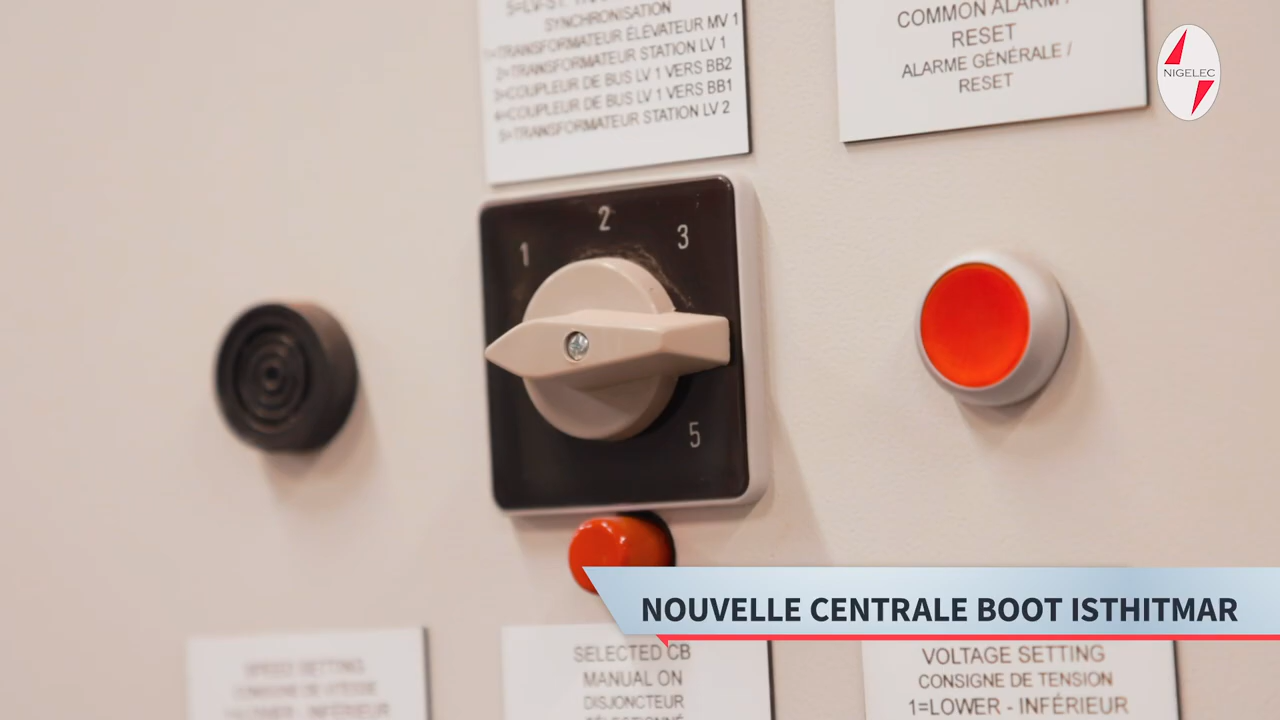 SYNCHRONISATION
1=TRANSFORMATEUR ÉLÉVATEUR MV 1
2=TRANSFORMATEUR STATION LV 1
3=COUPLEUR DE BUS LV 1 VERS BB2
4=COUPLEUR DE BUS LV 1 VERS BB1
5=TRANSFORMATEUR STATION LV 2
COMMON ALARM /
RESET
ALARME GÉNÉRALE /
RESET
NIGELEC
1
2
3
5
NOUVELLE CENTRALE BOOT ISTHITMAR
SPEED SETTING
CONSIGNE DE VITESSE
1=LOWER - INFÉRIEUR
SELECTED CB
MANUAL ON
DISJONCTEUR
VOLTAGE SETTING
CONSIGNE DE TENSION
1=LOWER - INFÉRIEUR